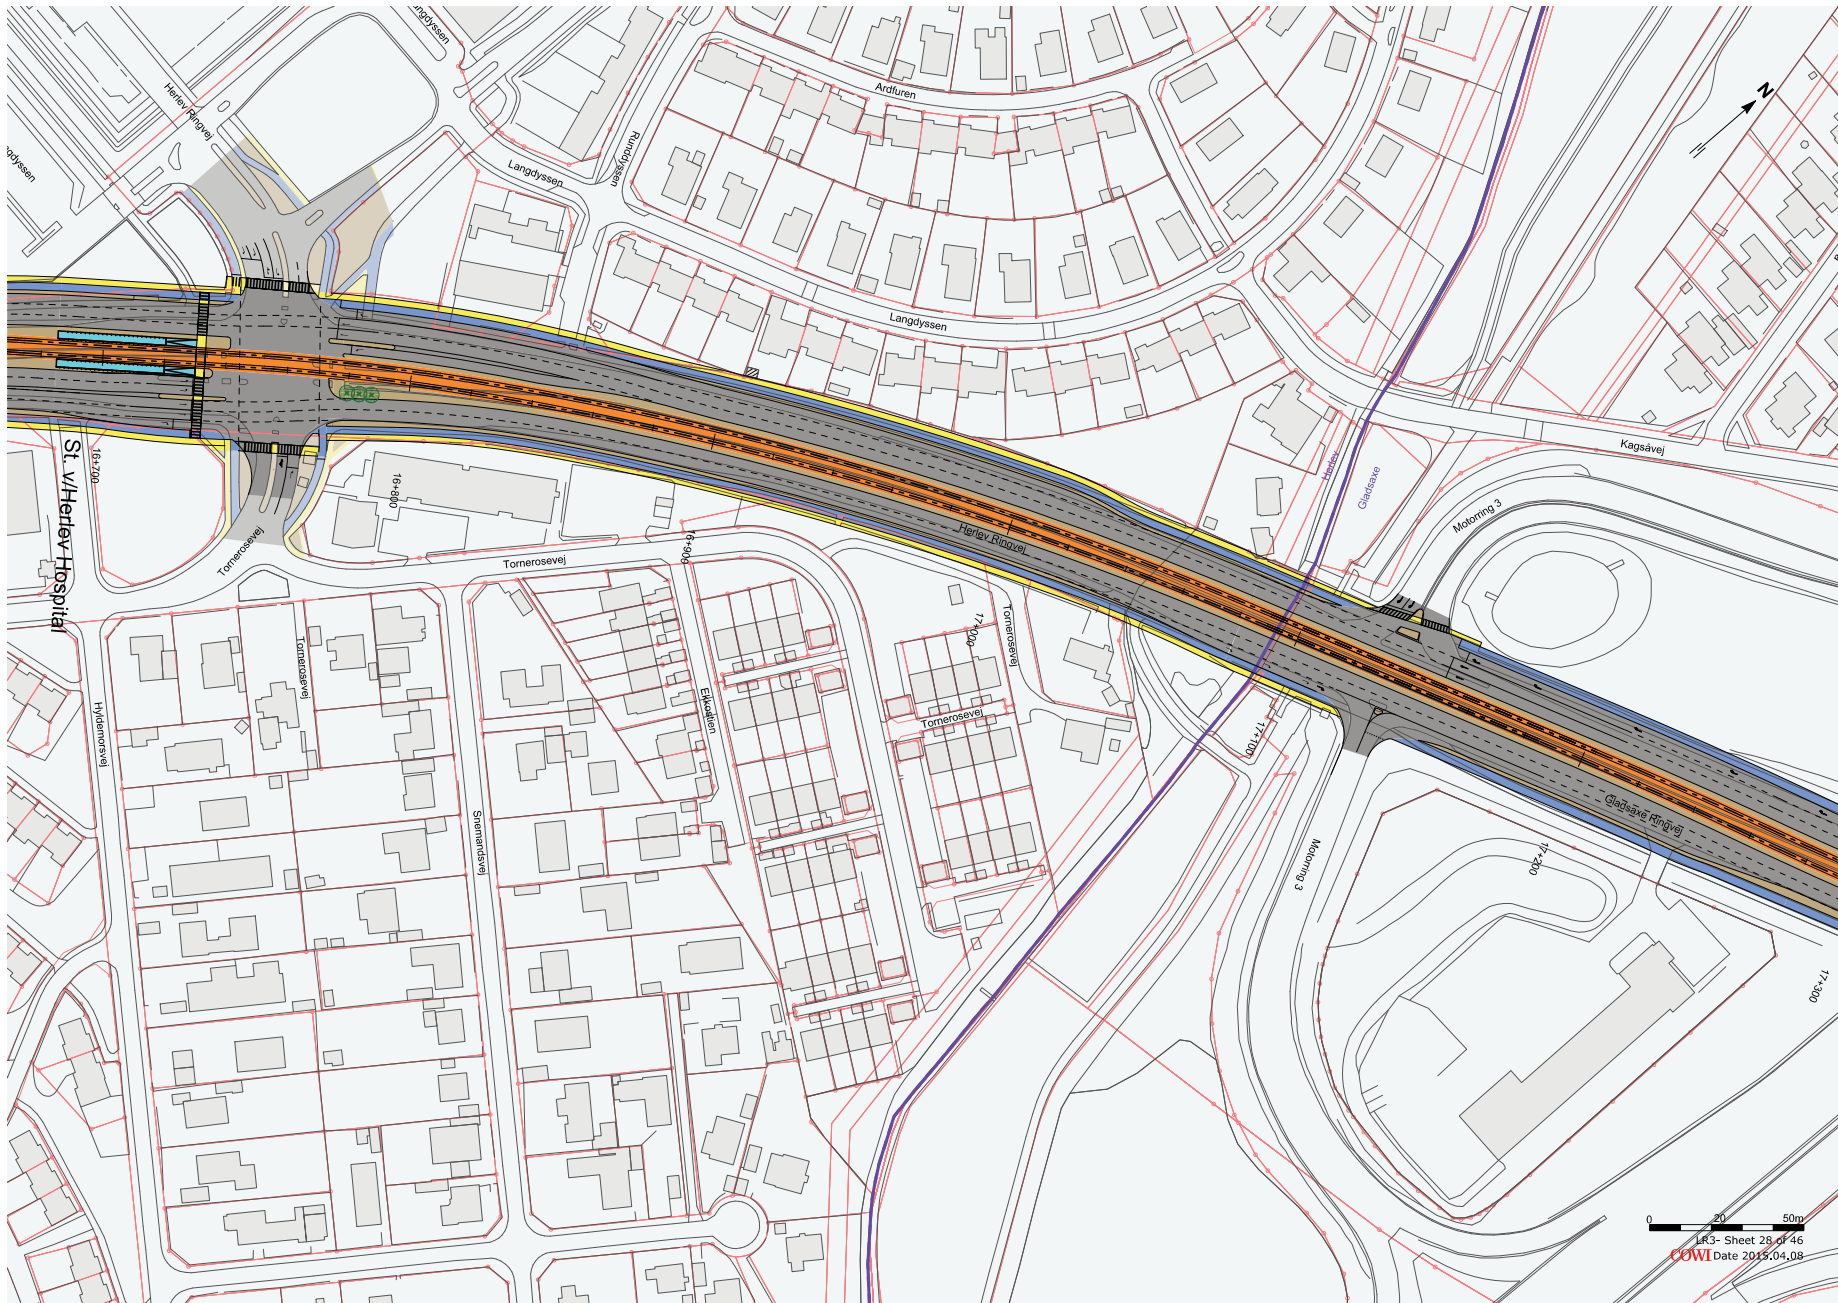 Langdyssen
Herlev Ringvej
Ardfuren
N
Runddyssen
Langdyssen
Langdyssen
Kagsåvej
Herlev
Gladsaxe
Motorring 3
St. v/Herlev Hospital
16+700
16+800
Tornerosevej
Tornerosevej
16+900
Herlev Ringvej
17+000
Tornerosevej
Tornerosevej
Hyldemorsvej
Ekkostien
Tornerosevej
17+100
Snemandsvej
Motorring 3
Gladsaxe Ringvej
17+200
17+300
0 20 50m
LR3- Sheet 28 of 46
COWI Date 2015.04.08